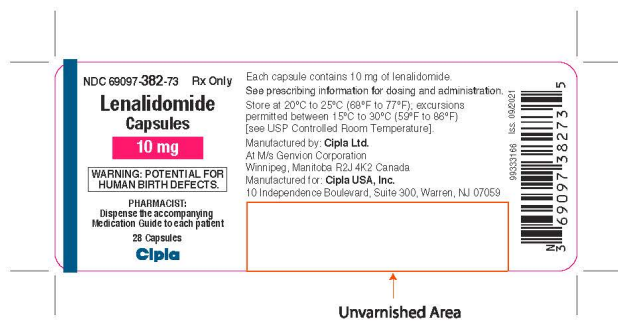 NDC 69097-382-73 Rx Only
Lenalidomide
Capsules
10 mg
WARNING: POTENTIAL FOR
HUMAN BIRTH DEFECTS.
PHARMACIST:
Dispense the accompanying
Medication Guide to each patient
28 Capsules
Cipla
Each capsule contains 10 mg of lenalidomide.
See prescribing information for dosing and administration.
Store at 20°C to 25°C (68°F to 77°F); excursions
permitted between 15°C to 30°C (59°F to 86°F)
[see USP Controlled Room Temperature].
Manufactured by: Cipla Ltd.
At M/s Genvion Corporation
Winnipeg, Manitoba R2J 4K2 Canada
Manufactured for: Cipla USA, Inc.
10 Independence Boulevard, Suite 300, Warren, NJ 07059
99333166 Iss. 09/2021
N 3 69097 38273 5
Unvarnished Area